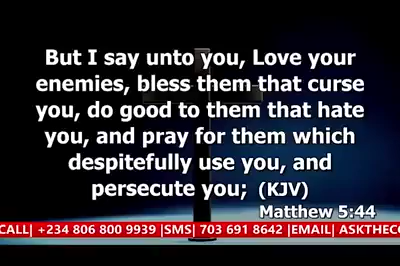 But I say unto you, Love your
enemies, bless them that curse
you, do good to them that hate
you, and pray for them which
despitefully use you, and
persecute you; (KJV)
Matthew 5:44
CALL| +234 806 800 9939 |SMS| 703 691 8642 |EMAIL| ASKTHECO